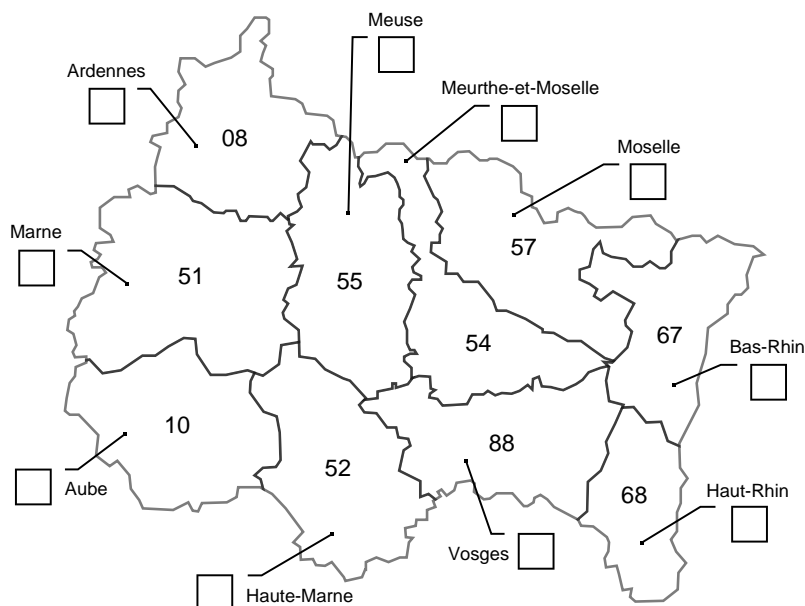 Meuse
Ardennes
Meurthe-et-Moselle
08
Moselle
Marne
57
51
55
67
54
Bas-Rhin
10
88
52
Aube
68
Haut-Rhin
Vosges
Haute-Marne